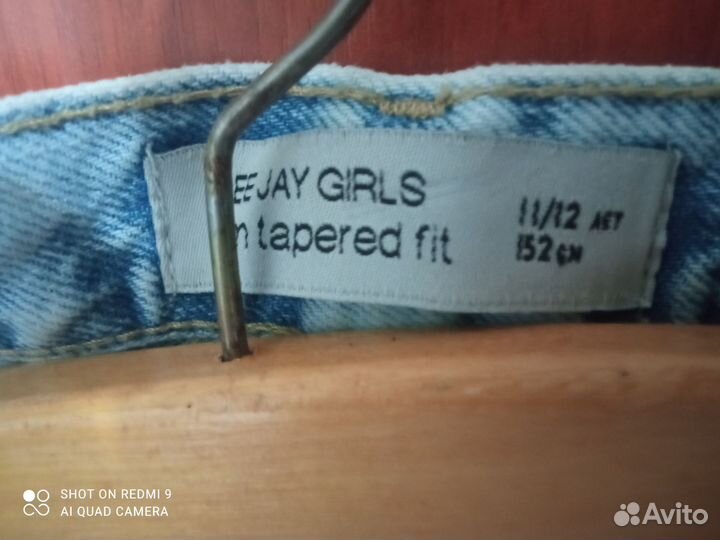 EEJAY GIRLS
m tapered fit
11/12 ЛЕТ
152 СМ
SHOT ON REDMI 9
AI QUAD CAMERA
Avito